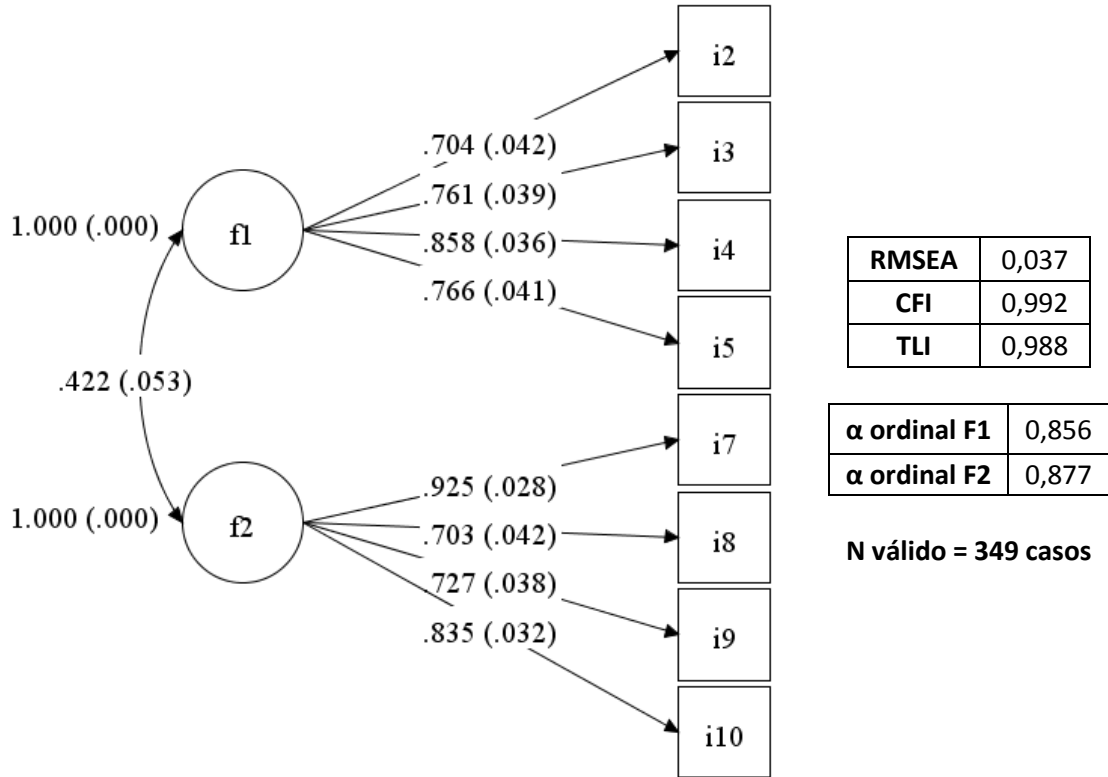 i2
.704 (.042)
i3
.761 (.039)
1.000 (.000)
f1
.858 (.036)
i4
.766 (.041)
i5
.422 (.053)
i7
.925 (.028)
1.000 (.000)
f2
.703 (.042)
i8
.727 (.038)
i9
.835 (.032)
i10
RMSEA 0,037
CFI 0,992
TLI 0,988
α ordinal F1 0,856
α ordinal F2 0,877
N válido = 349 casos